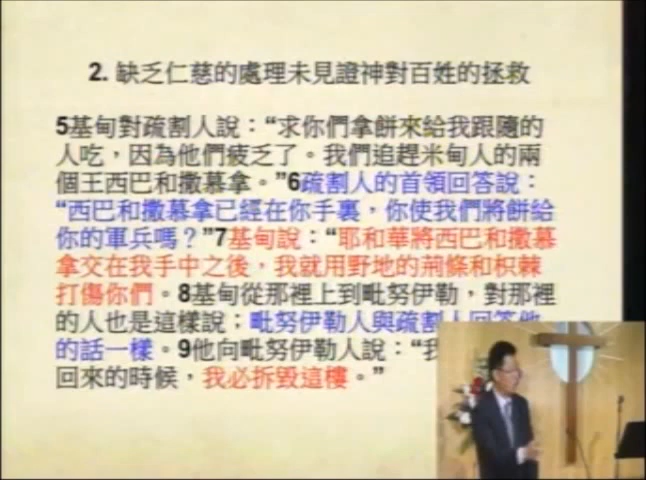 2. 缺乏仁慈的處理未見證神對百姓的拯救
5基甸對疏割人說：“求你們拿餅來給我跟隨的
人吃，因為他們疲乏了。我們追趕米甸人的兩
個王西巴和撒慕拿。”6疏割人的首領回答說：
“西巴和撒慕拿已經在你手裏，你使我們將餅給
你的軍兵嗎？”7基甸說：“耶和華將西巴和撒慕
拿交在我手中之後，我就用野地的荊條和枳棘
打傷你們。8基甸從那裡上到毗努伊勒，對那裡
的人也是這樣說；毗努伊勒人與疏割人回答他
的話一樣。9他向毗努伊勒人說：“我
回來的時候，我必拆毀這樓。”